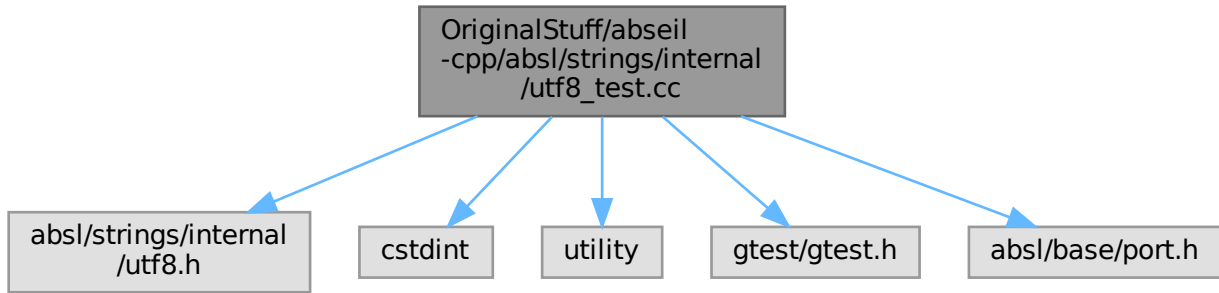 OriginalStuff/abseil
-cpp/absl/strings/internal
/utf8_test.cc
absl/strings/internal
/utf8.h
cstdint
utility
gtest/gtest.h
absl/base/port.h